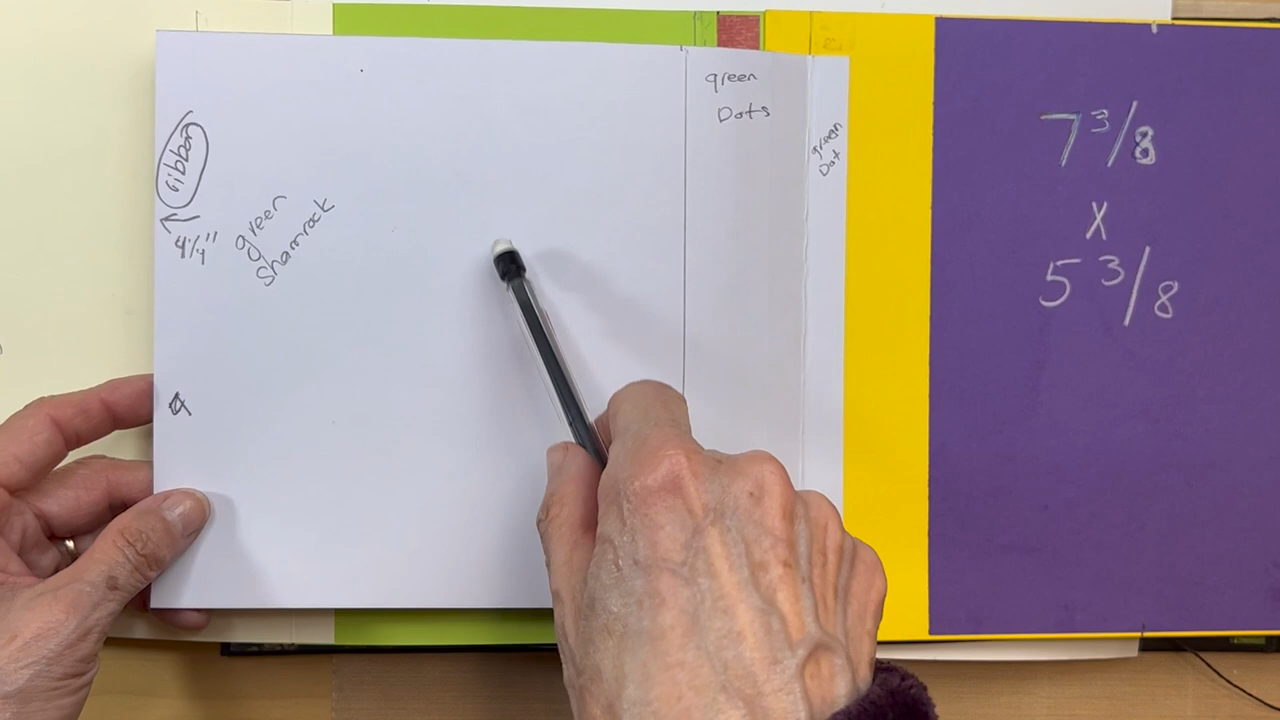 ribbon
4 1/4"
green
shamrock
green
Dots
green
Dot
7 3/8
X
5 3/8